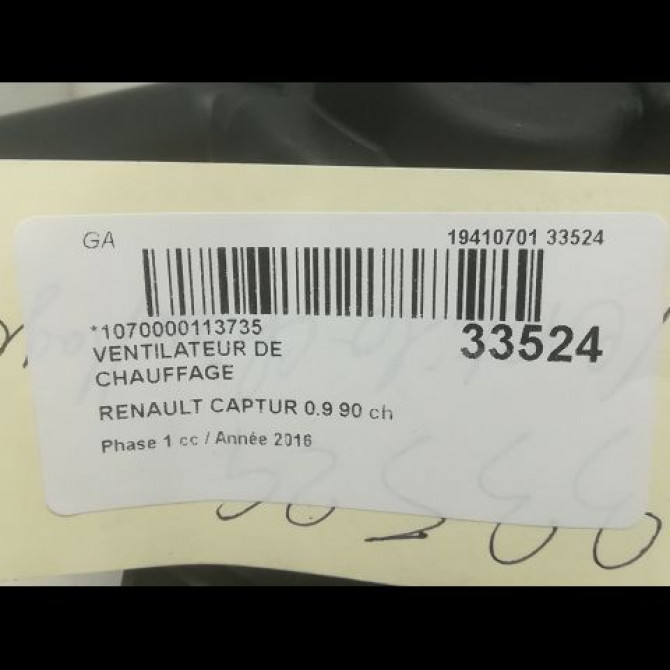 GA
19410701 33524
*1070000113735
33524
VENTILATEUR DE
CHAUFFAGE
RENAULT CAPTUR 0.9 90 ch
Phase 1 cc / Année 2016